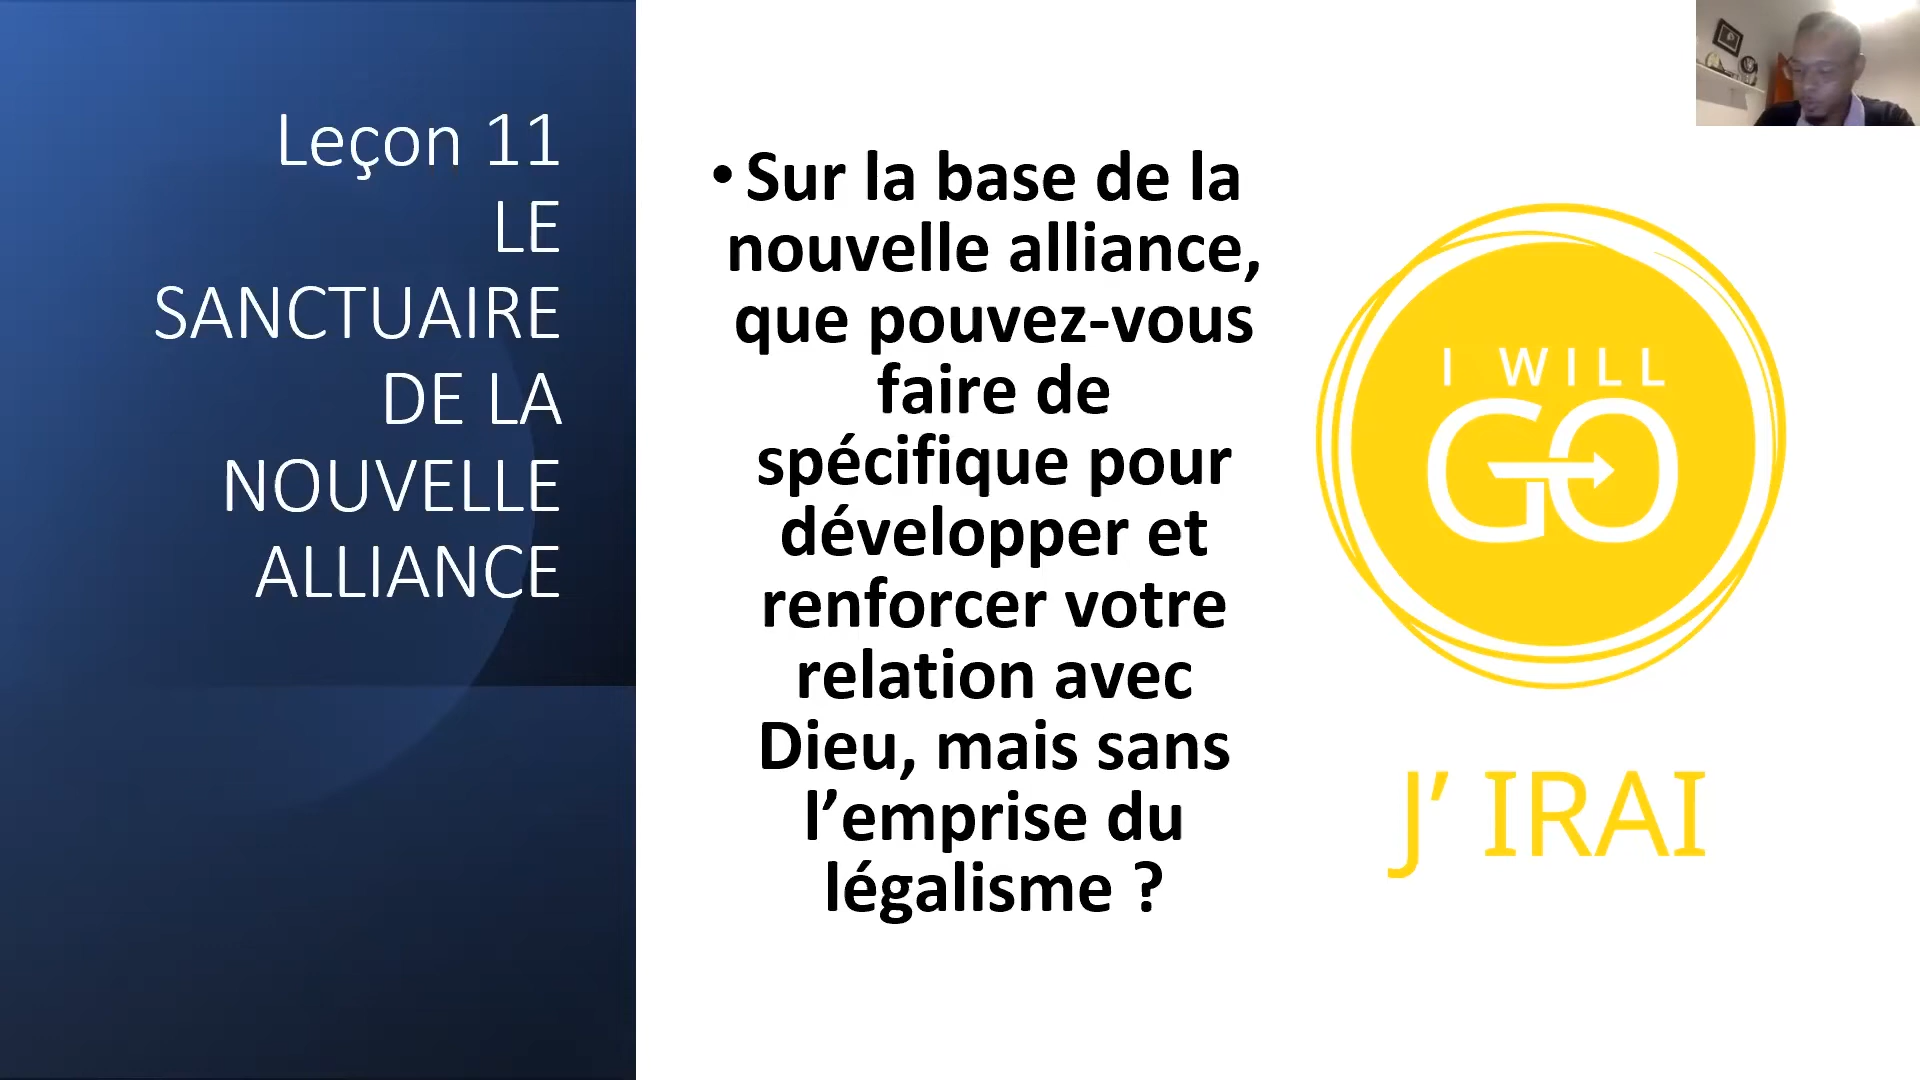 Leçon 11
LE
SANCTUAIRE
DE LA
NOUVELLE
ALLIANCE
• Sur la base de la
nouvelle alliance,
que pouvez-vous
faire de
spécifique pour
développer et
renforcer votre
relation avec
Dieu, mais sans
l’emprise du
légalisme ?
I WILL
GO
J’ IRAI